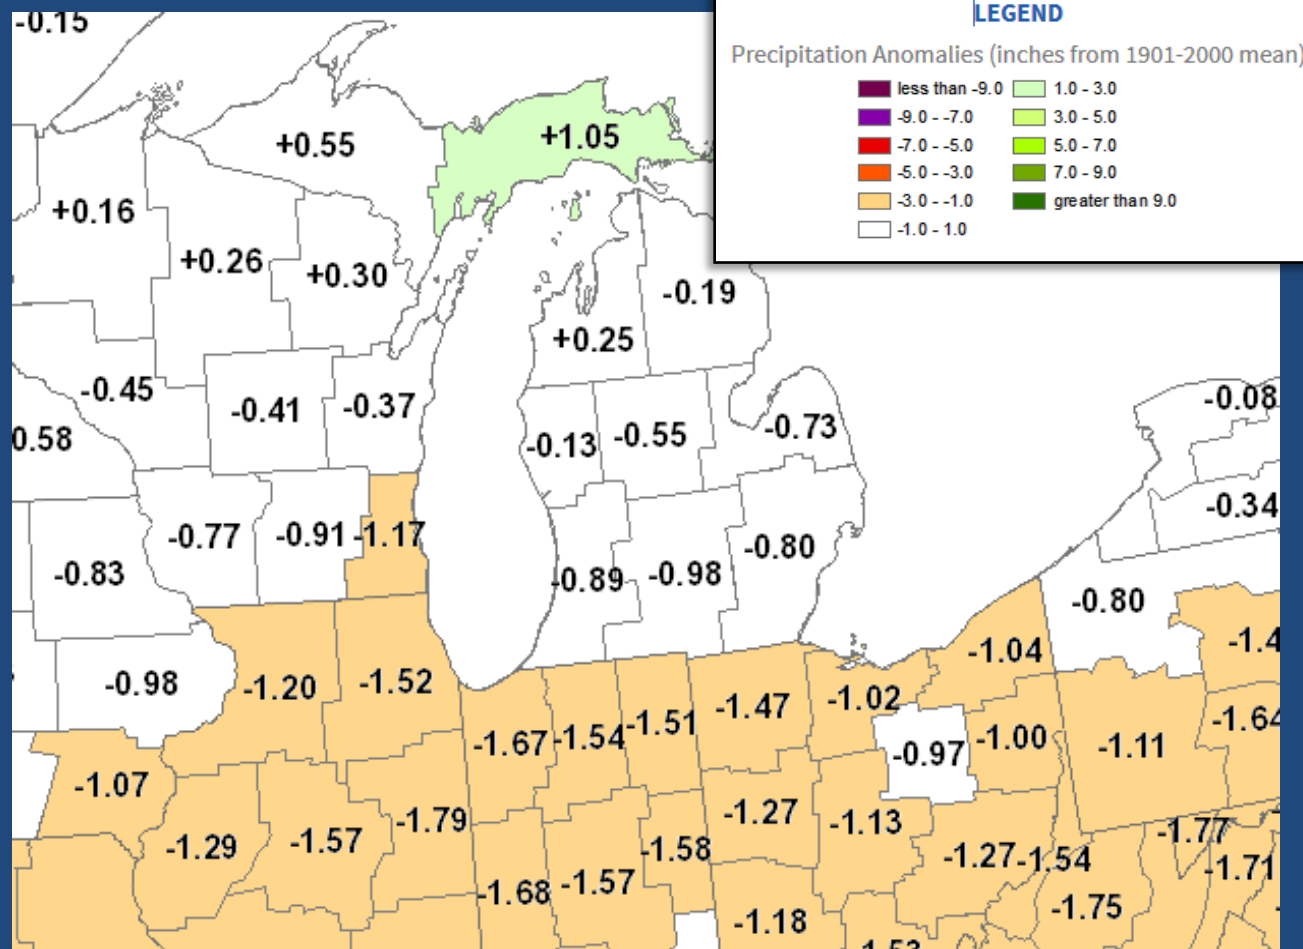 LEGEND
Precipitation Anomalies (inches from 1901-2000 mean)
less than -9.0
-9.0 - -7.0
-7.0 - -5.0
-5.0 - -3.0
-3.0 - -1.0
-1.0 - 1.0
1.0 - 3.0
3.0 - 5.0
5.0 - 7.0
7.0 - 9.0
greater than 9.0
-0.15
+0.55 +1.05
+0.16
+0.26 +0.30 -0.19
+0.25
-0.45 -0.41 -0.37 -0.08
0.58 -0.13 -0.55 -0.73
-0.34
-0.77 -0.91 -1.17 -0.80
-0.83 -0.89 -0.98 -0.80
-1.04 -1.4
-0.98 -1.20 -1.52 -1.47 -1.02
-1.67 -1.54 -1.51 -0.97 -1.00 -1.11 -1.64
-1.07
-1.29 -1.57 -1.79 -1.27 -1.13 -1.77
-1.58 -1.27 -1.54 -1.71
-1.68 -1.57 -1.18 -1.75